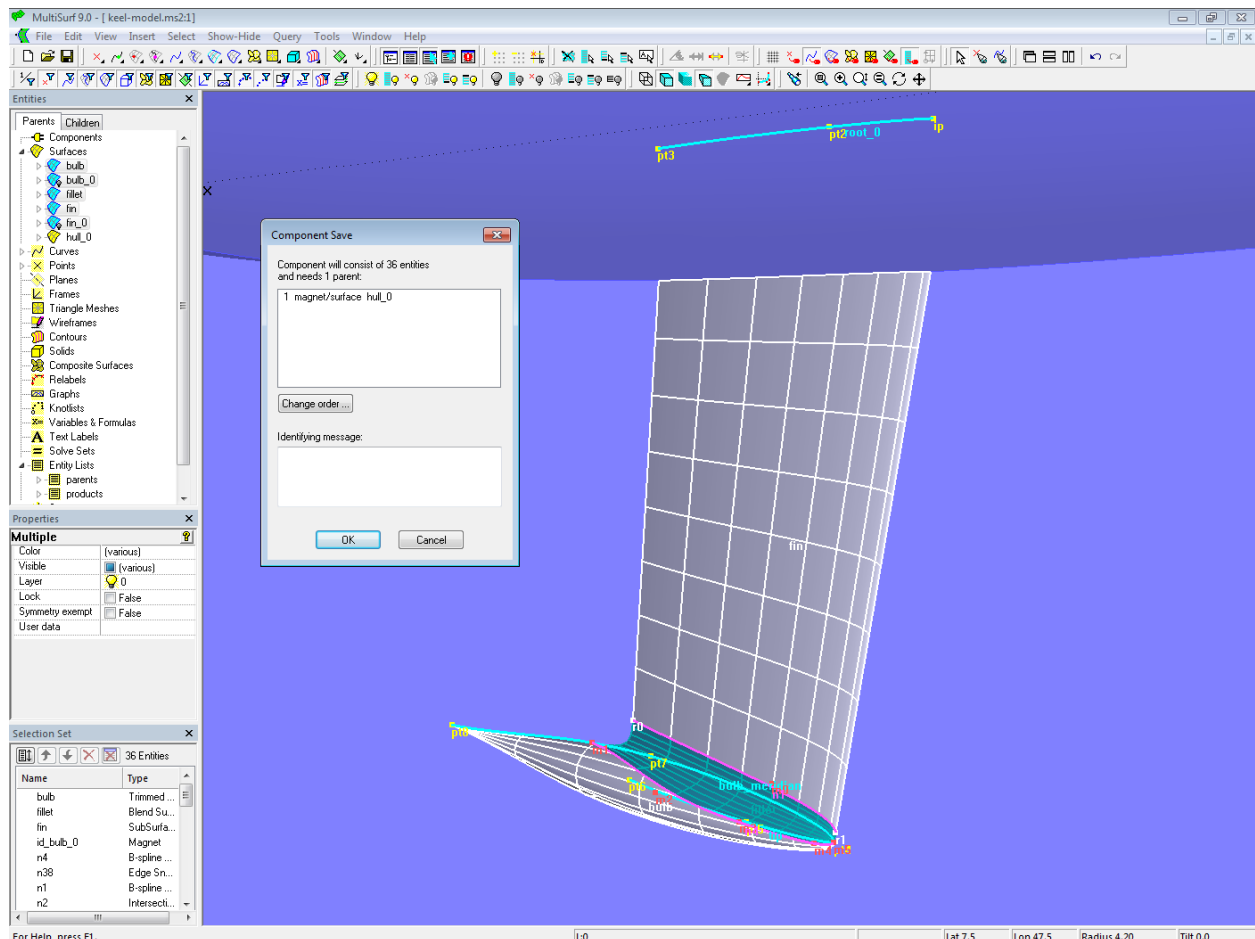 MultiSurf 9.0 - [ keel-model.ms2:1]
File Edit View Insert Select Show-Hide Query Tools Window Help
Entities
Parents Children
Components
Surfaces
bulb
bulb_0
fillet
fin
fin_0
hull_0
Curves
Points
Planes
Frames
Triangle Meshes
Wireframes
Contours
Solids
Composite Surfaces
Relabels
Graphs
Knotlists
Variables & Formulas
Text Labels
Solve Sets
Entity Lists
parents
products
Properties
Multiple
Color (various)
Visible (various)
Layer 0
Lock False
Symmetry exempt False
User data
Selection Set
36 Entities
Name Type
bulb Trimmed ...
fillet Blend Su...
fin SubSurfa...
id_bulb_0 Magnet
n4 B-spline ...
n38 Edge Sn...
n1 B-spline ...
n2 Intersecti...
For Help, press F1.
Component Save
Component will consist of 36 entities
and needs 1 parent:
1 magnet/surface hull_0
Change order ...
Identifying message:
OK Cancel
pt3
pt2
root_0
ip
fin
r0
pt8
pt7
pt6
bulb_meridian
bulb
r1
Lat 7.5 Lon 47.5 Radius 4.20 Tilt 0.0